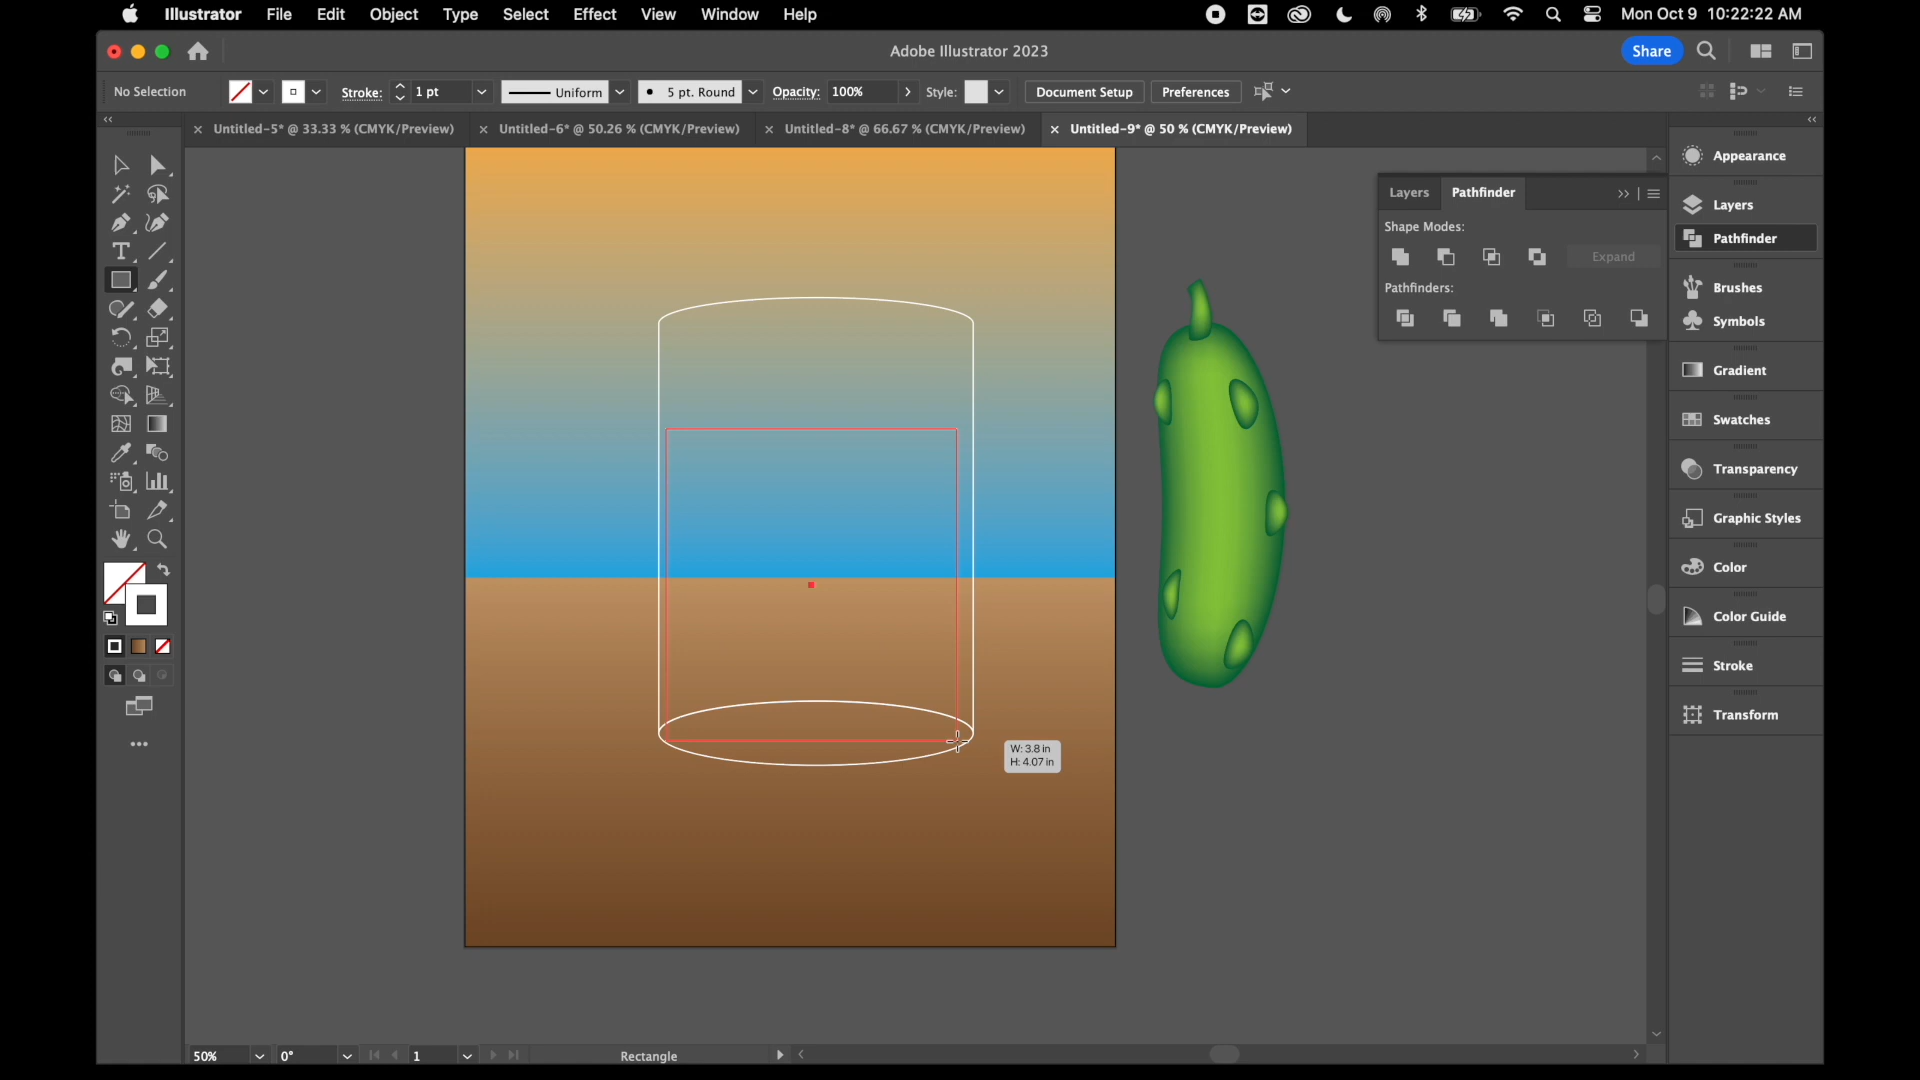 Illustrator File Edit Object Type Select Effect View Window Help Mon Oct 9 10:22:22 AM
Adobe Illustrator 2023 Share
No Selection Stroke: 1 pt Uniform 5 pt. Round Opacity: 100% Style: Document Setup Preferences
Untitled-5* @ 33.33 % (CMYK/Preview) Untitled-6* @ 50.26 % (CMYK/Preview) Untitled-8* @ 66.67 % (CMYK/Preview) Untitled-9* @ 50 % (CMYK/Preview)
Layers Pathfinder
Shape Modes:
Expand
Pathfinders:
Appearance
Layers
Pathfinder
Brushes
Symbols
Gradient
Swatches
Transparency
Graphic Styles
Color
Color Guide
Stroke
Transform
W: 3.8 in
H: 4.07 in
50% 0° 1 Rectangle